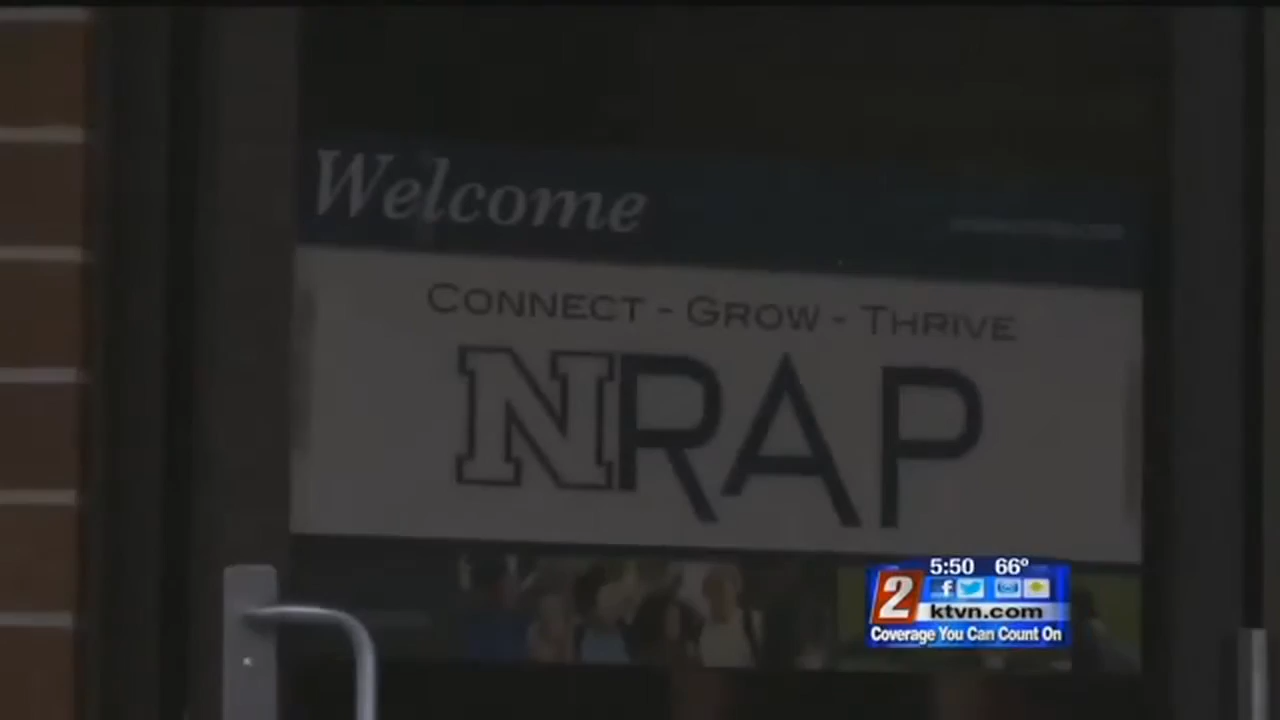 Welcome
CONNECT - GROW - THRIVE
NRAP
5:50 66°
2
f
ktvn.com
Coverage You Can Count On